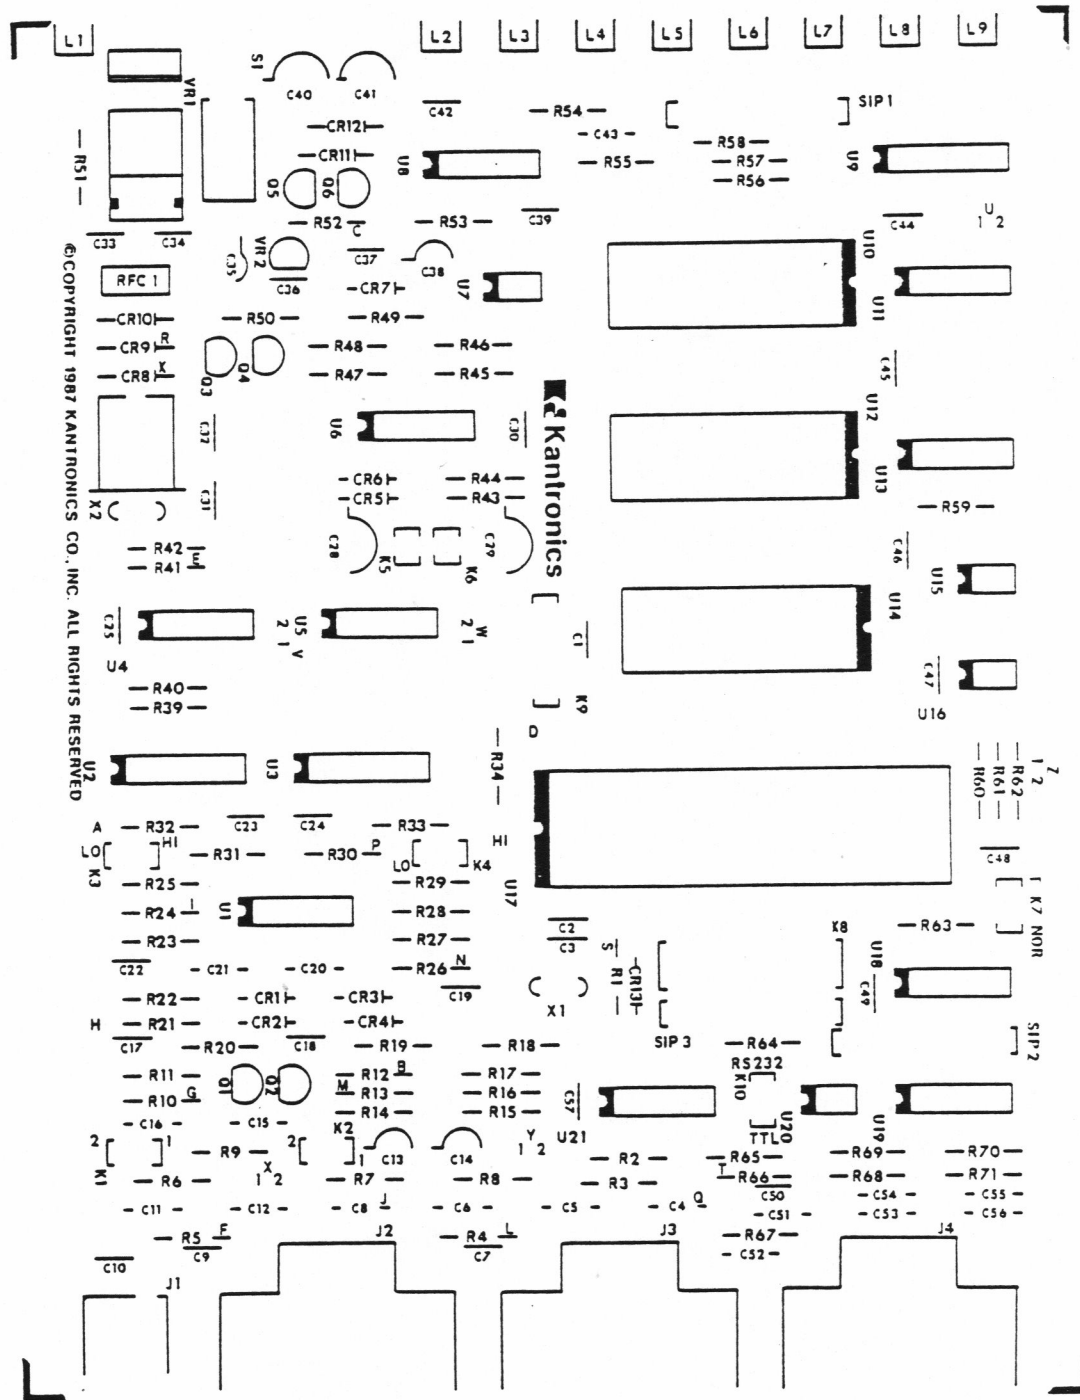 L1 L2 L3 L4 L5 L6 L7 L8 L9
S1 VR1 C40 C41 C42 R54 SIP1
CR12 C43 R58
R51 CR11 U8 R55 R57 U9
Q5 Q6 R56
R52 C R53 C39 C44 U
1 2
C33 C34 C35 VR2 C37 C38 U10
RFC 1 C36 CR7 U7 U11
CR10 R50 R49
CR9 R R48 R46
CR8 X Q3 Q4 R47 R45 C45
U12
C32 U6 C30 Kantronics
©COPYRIGHT 1987 KANTRONICS CO., INC. ALL RIGHTS RESERVED
CR6 R44 U13
X2 C31 CR5 R43 R59
C28 C29
R42 E K5 K6 C46
R41 U15
C25 U5 2 1 V W 2 1 C1 U14
U4 C47
R40 K9
R39 U16
D
U2 U3 R34 Z
1 2
R60 R61 R62
A R32 C23 C24 R33 HI
LO HI R31 R30 P LO K4 C48
K3 R25 R29 U17
R24 I U1 R28 K7 NOR
R23 R27 C2 X8 R63
C22 C21 C20 R26 N C3 S U18
R22 CR1 CR3 C19 X1 R1 CR13 C49
H R21 CR2 CR4
C17 R20 C18 R19 R18 SIP 3 R64 SIP 2
RS232
R11 Q1 Q2 R12 B R17 K10
R10 G M R13 R16 C57
C16 C15 R14 R15 U20 U19
2 1 2 K2 Y U21 TTL
K1 R9 X 1 C13 C14 1 2 R2 R65 R69 R70
R6 1 2 R7 R8 R3 T R66 R68 R71
C50 C54 C55
C11 C12 C8 J C6 C5 C4 Q C51 C53 C56
R5 F J2 R4 L J3 R67 J4
C10 C9 C7 C52
J1